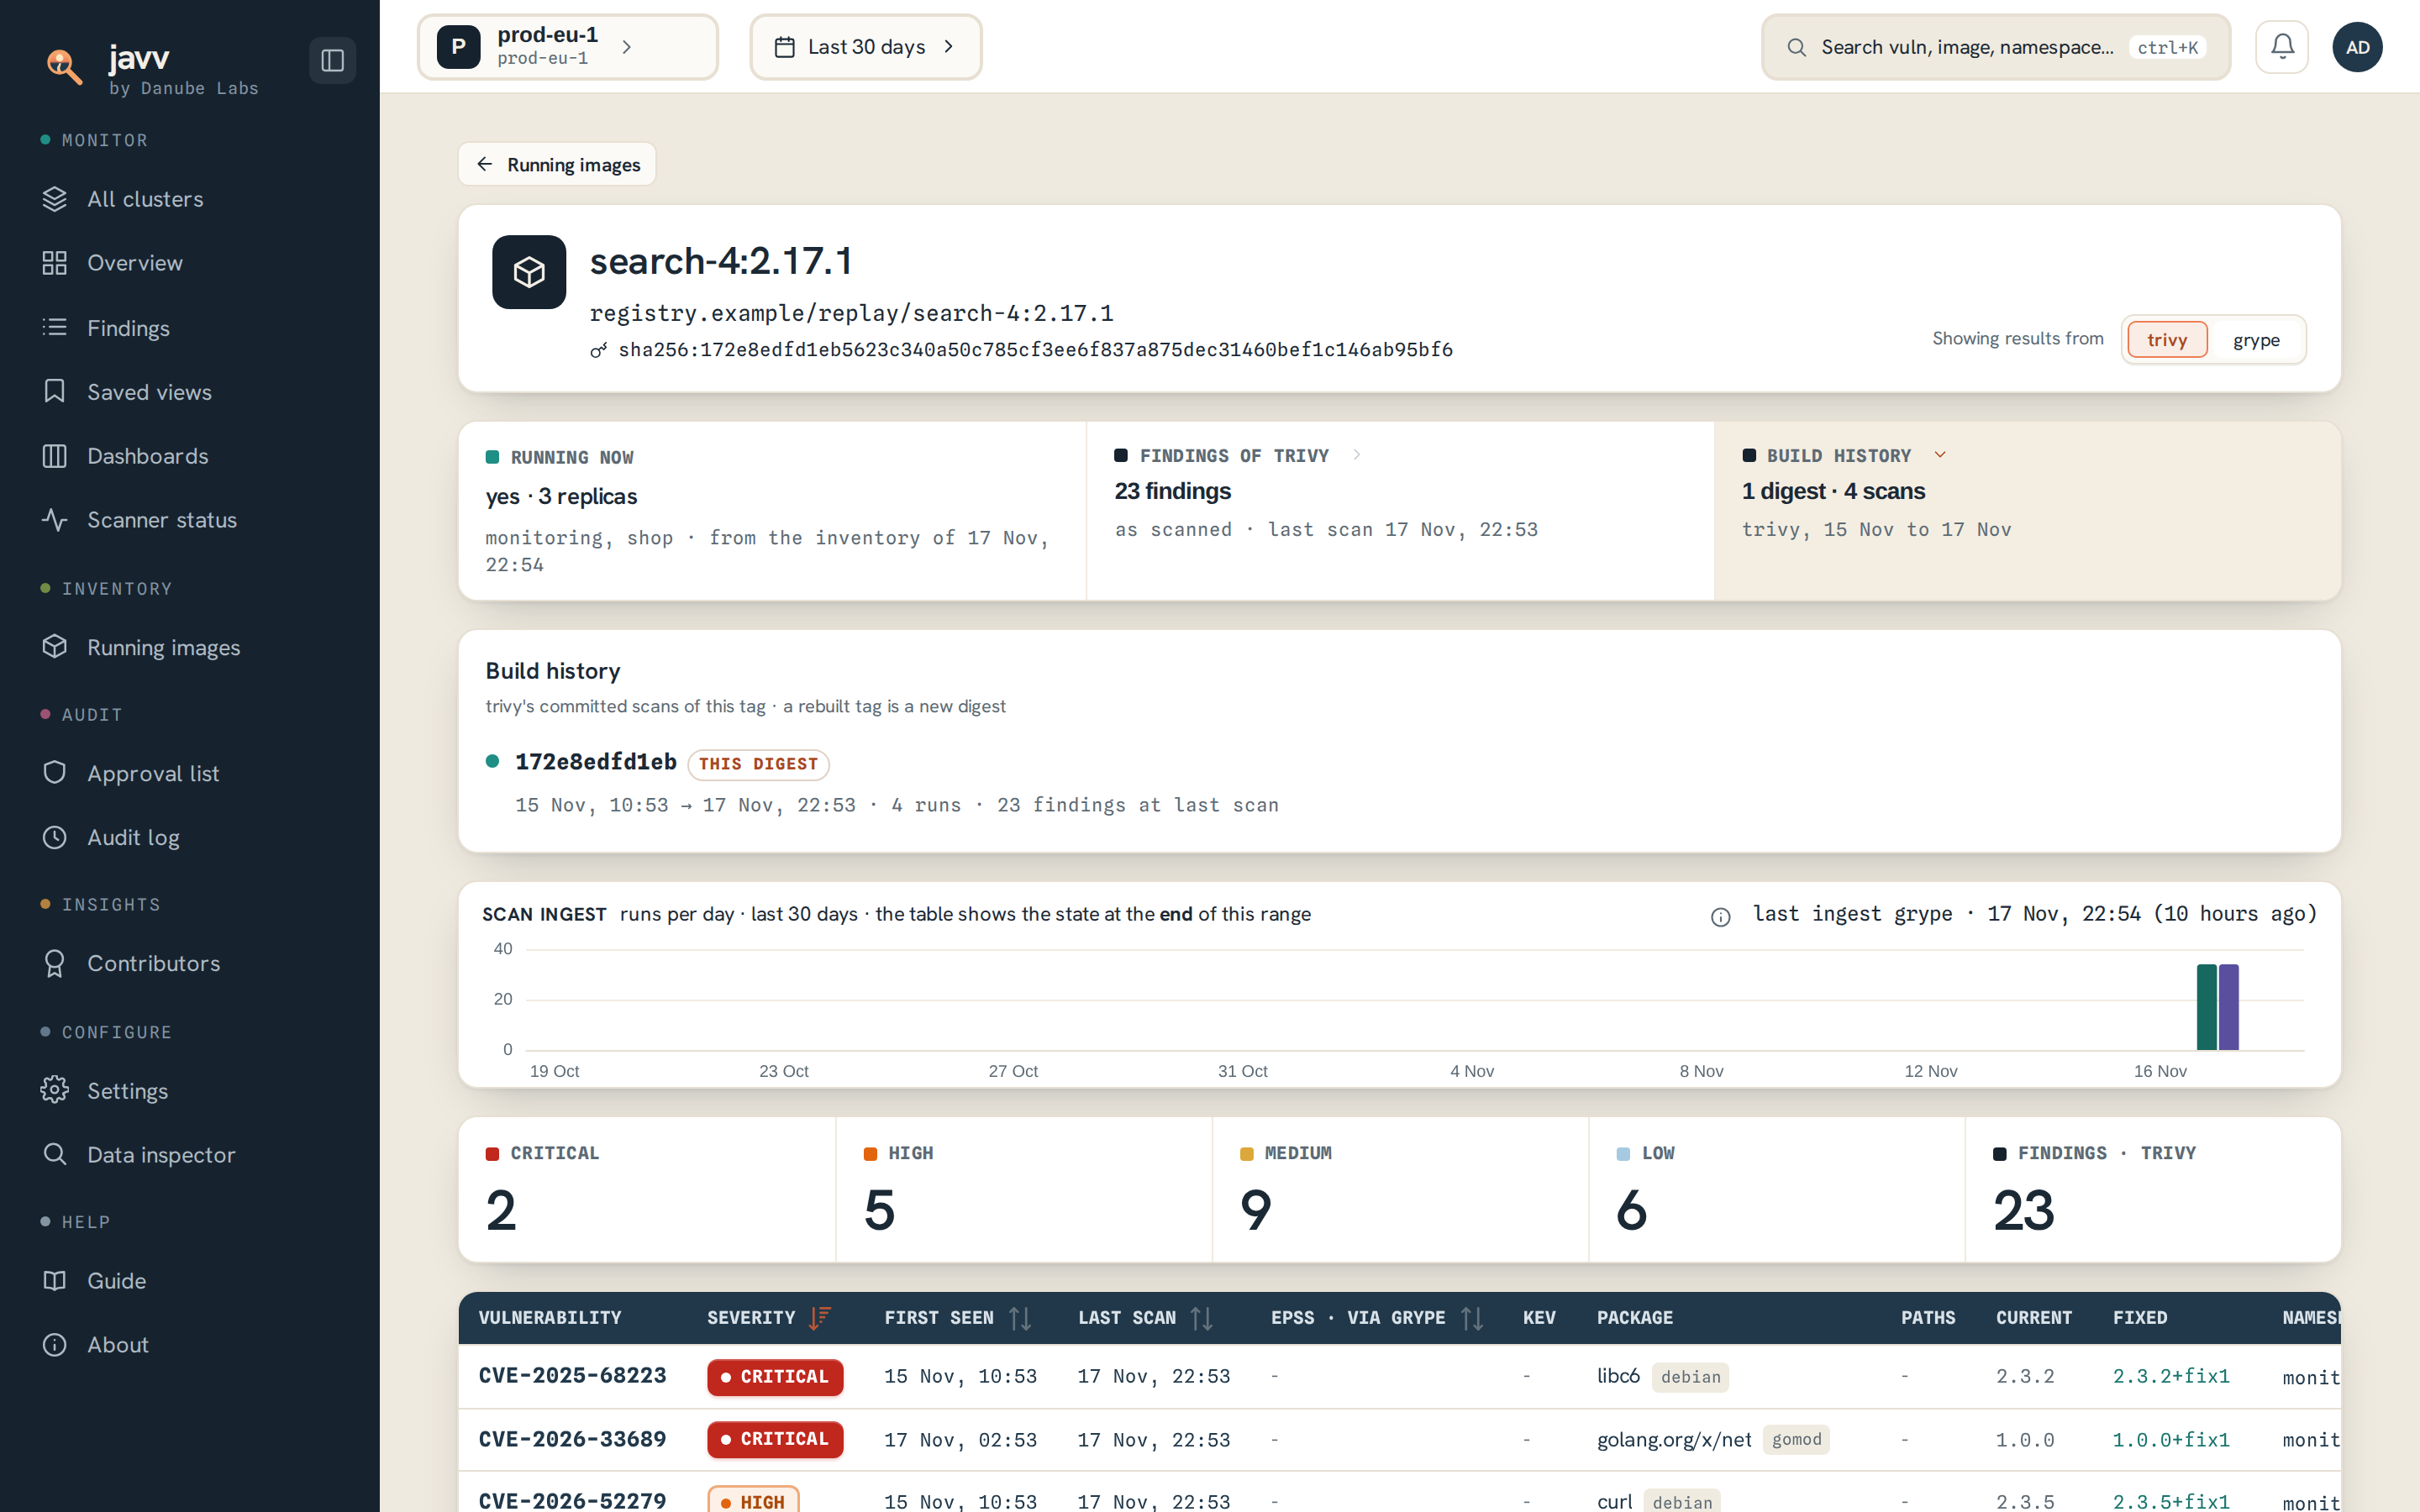 javv
by Danube Labs
MONITOR
All clusters
Overview
Findings
Saved views
Dashboards
Scanner status
INVENTORY
Running images
AUDIT
Approval list
Audit log
INSIGHTS
Contributors
CONFIGURE
Settings
Data inspector
HELP
Guide
About
P
prod-eu-1
prod-eu-1
Last 30 days
Search vuln, image, namespace... ctrl+K
AD
Running images
search-4:2.17.1
registry.example/replay/search-4:2.17.1
sha256:172e8edfd1eb5623c340a50c785cf3ee6f837a875dec31460bef1c146ab95bf6
Showing results from trivy grype
RUNNING NOW
yes · 3 replicas
monitoring, shop · from the inventory of 17 Nov,
22:54
FINDINGS OF TRIVY
23 findings
as scanned · last scan 17 Nov, 22:53
BUILD HISTORY
1 digest · 4 scans
trivy, 15 Nov to 17 Nov
Build history
trivy's committed scans of this tag · a rebuilt tag is a new digest
172e8edfd1eb THIS DIGEST
15 Nov, 10:53 → 17 Nov, 22:53 · 4 runs · 23 findings at last scan
SCAN INGEST runs per day · last 30 days · the table shows the state at the end of this range
last ingest grype · 17 Nov, 22:54 (10 hours ago)
40
20
0
19 Oct 23 Oct 27 Oct 31 Oct 4 Nov 8 Nov 12 Nov 16 Nov
CRITICAL
2
HIGH
5
MEDIUM
9
LOW
6
FINDINGS · TRIVY
23
VULNERABILITY SEVERITY FIRST SEEN LAST SCAN EPSS · VIA GRYPE KEV PACKAGE PATHS CURRENT FIXED NAMES
CVE-2025-68223 CRITICAL 15 Nov, 10:53 17 Nov, 22:53 - - libc6 debian - 2.3.2 2.3.2+fix1 monit
CVE-2026-33689 CRITICAL 17 Nov, 02:53 17 Nov, 22:53 - - golang.org/x/net gomod - 1.0.0 1.0.0+fix1 monit
CVE-2026-52279 HIGH 15 Nov, 10:53 17 Nov, 22:53 - - curl debian - 2.3.5 2.3.5+fix1 monit